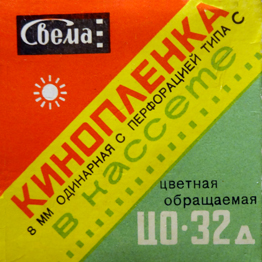 Свема
КИНОПЛЕНКА
8 ММ ОДИНАРНАЯ С ПЕРФОРАЦИЕЙ ТИПА С
В КАССЕТЕ
цветная
обращаемая
ЦО·32д